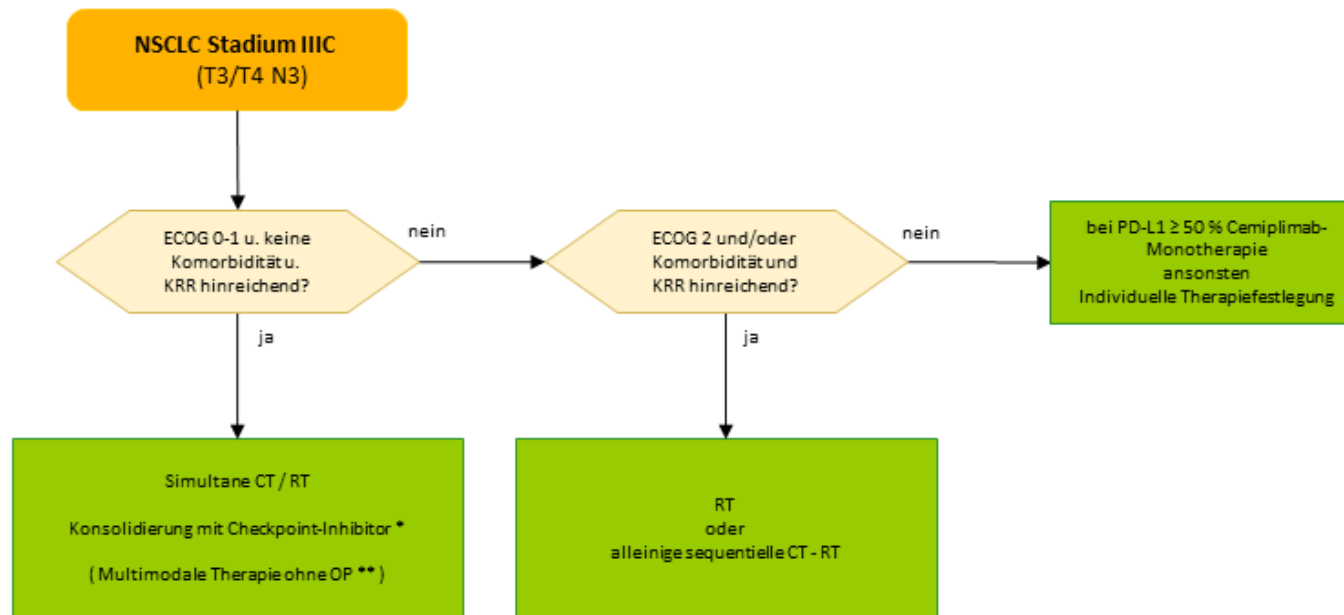 NSCLC Stadium IIIC
(T3/T4 N3)
ECOG 0-1 u. keine
Komorbidität u.
KRR hinreichend?
nein
ECOG 2 und/oder
Komorbidität und
KRR hinreichend?
nein
bei PD-L1 ≥ 50 % Cemiplimab-
Monotherapie
ansonsten
Individuelle Therapiefestlegung
ja
ja
Simultane CT / RT
Konsolidierung mit Checkpoint-Inhibitor *
( Multimodale Therapie ohne OP ** )
RT
oder
alleinige sequentielle CT - RT